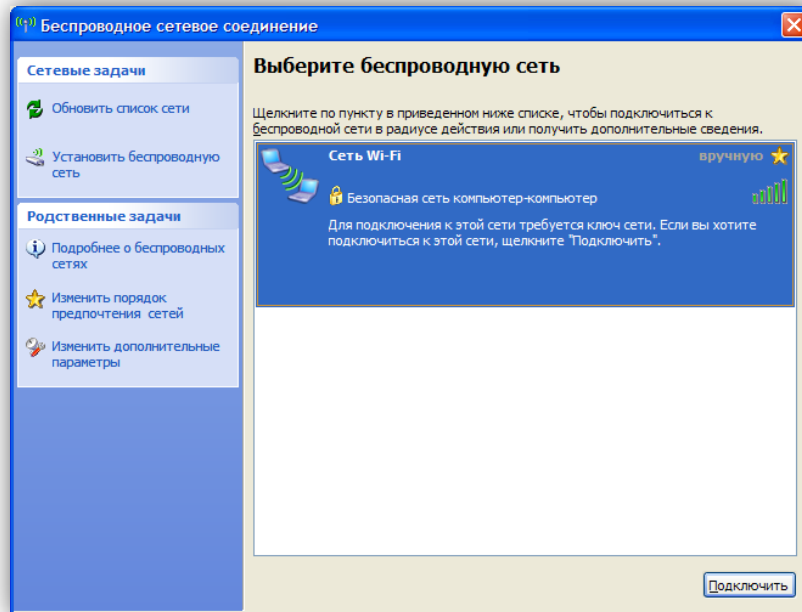 Беспроводное сетевое соединение
Сетевые задачи
Обновить список сети
Установить беспроводную
сеть
Родственные задачи
Подробнее о беспроводных
сетях
Изменить порядок
предпочтения сетей
Изменить дополнительные
параметры
Выберите беспроводную сеть
Щелкните по пункту в приведенном ниже списке, чтобы подключиться к
беспроводной сети в радиусе действия или получить дополнительные сведения.
Сеть Wi-Fi
вручную
Безопасная сеть компьютер-компьютер
Для подключения к этой сети требуется ключ сети. Если вы хотите
подключиться к этой сети, щелкните "Подключить".
Подключить